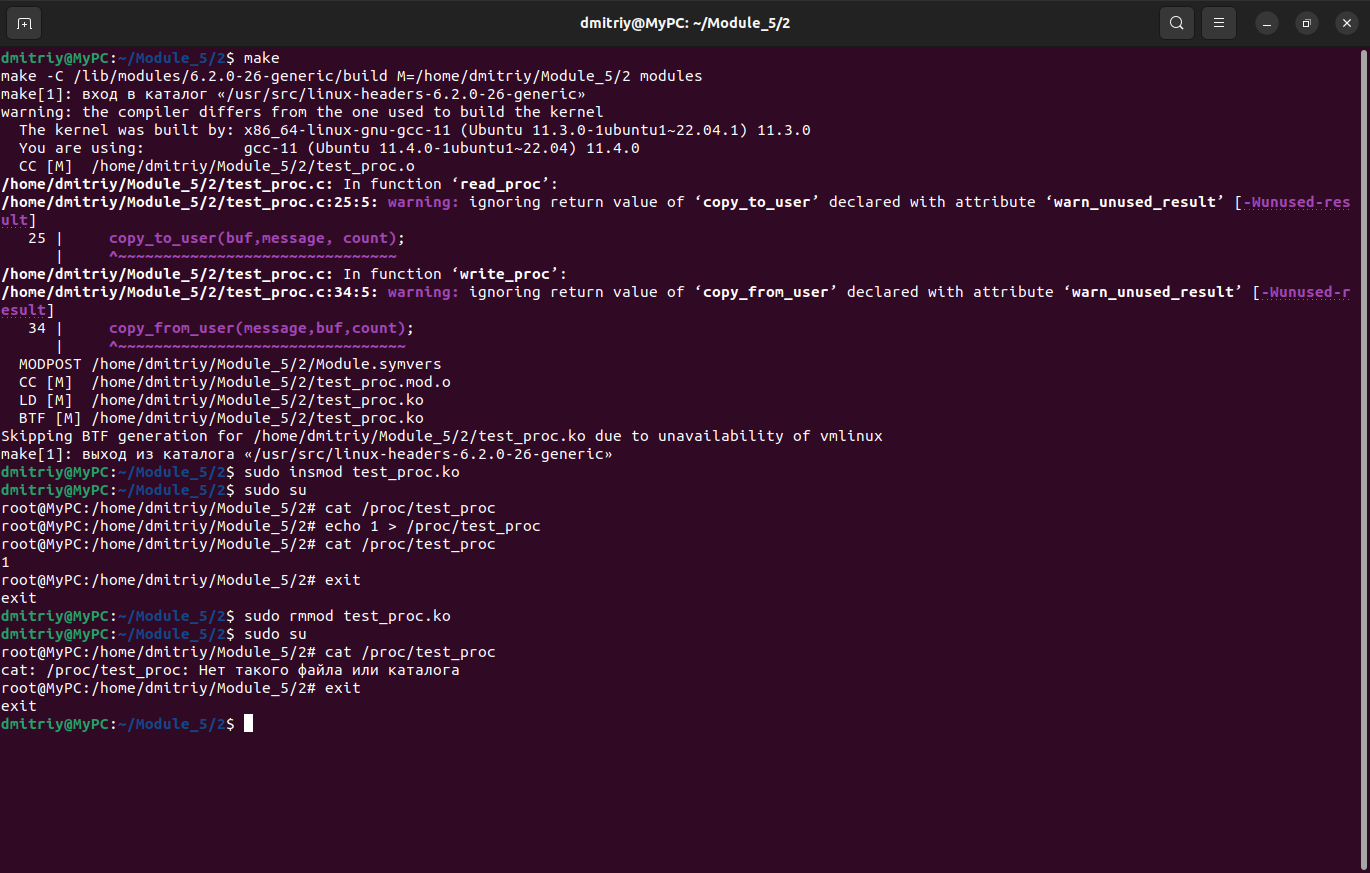 dmitriy@MyPC: ~/Module_5/2
dmitriy@MyPC:~/Module_5/2$ make
make -C /lib/modules/6.2.0-26-generic/build M=/home/dmitriy/Module_5/2 modules
make[1]: вход в каталог «/usr/src/linux-headers-6.2.0-26-generic»
warning: the compiler differs from the one used to build the kernel
  The kernel was built by: x86_64-linux-gnu-gcc-11 (Ubuntu 11.3.0-1ubuntu1~22.04.1) 11.3.0
  You are using:           gcc-11 (Ubuntu 11.4.0-1ubuntu1~22.04) 11.4.0
  CC [M]  /home/dmitriy/Module_5/2/test_proc.o
/home/dmitriy/Module_5/2/test_proc.c: In function ‘read_proc’:
/home/dmitriy/Module_5/2/test_proc.c:25:5: warning: ignoring return value of ‘copy_to_user’ declared with attribute ‘warn_unused_result’ [-Wunused-res
ult]
   25 |     copy_to_user(buf,message, count);
      |     ^~~~~~~~~~~~~~~~~~~~~~~~~~~~~~~~
/home/dmitriy/Module_5/2/test_proc.c: In function ‘write_proc’:
/home/dmitriy/Module_5/2/test_proc.c:34:5: warning: ignoring return value of ‘copy_from_user’ declared with attribute ‘warn_unused_result’ [-Wunused-r
esult]
   34 |     copy_from_user(message,buf,count);
      |     ^~~~~~~~~~~~~~~~~~~~~~~~~~~~~~~~~
  MODPOST /home/dmitriy/Module_5/2/Module.symvers
  CC [M]  /home/dmitriy/Module_5/2/test_proc.mod.o
  LD [M]  /home/dmitriy/Module_5/2/test_proc.ko
  BTF [M] /home/dmitriy/Module_5/2/test_proc.ko
Skipping BTF generation for /home/dmitriy/Module_5/2/test_proc.ko due to unavailability of vmlinux
make[1]: выход из каталога «/usr/src/linux-headers-6.2.0-26-generic»
dmitriy@MyPC:~/Module_5/2$ sudo insmod test_proc.ko
dmitriy@MyPC:~/Module_5/2$ sudo su
root@MyPC:/home/dmitriy/Module_5/2# cat /proc/test_proc
root@MyPC:/home/dmitriy/Module_5/2# echo 1 > /proc/test_proc
root@MyPC:/home/dmitriy/Module_5/2# cat /proc/test_proc
1
root@MyPC:/home/dmitriy/Module_5/2# exit
exit
dmitriy@MyPC:~/Module_5/2$ sudo rmmod test_proc.ko
dmitriy@MyPC:~/Module_5/2$ sudo su
root@MyPC:/home/dmitriy/Module_5/2# cat /proc/test_proc
cat: /proc/test_proc: Нет такого файла или каталога
root@MyPC:/home/dmitriy/Module_5/2# exit
exit
dmitriy@MyPC:~/Module_5/2$